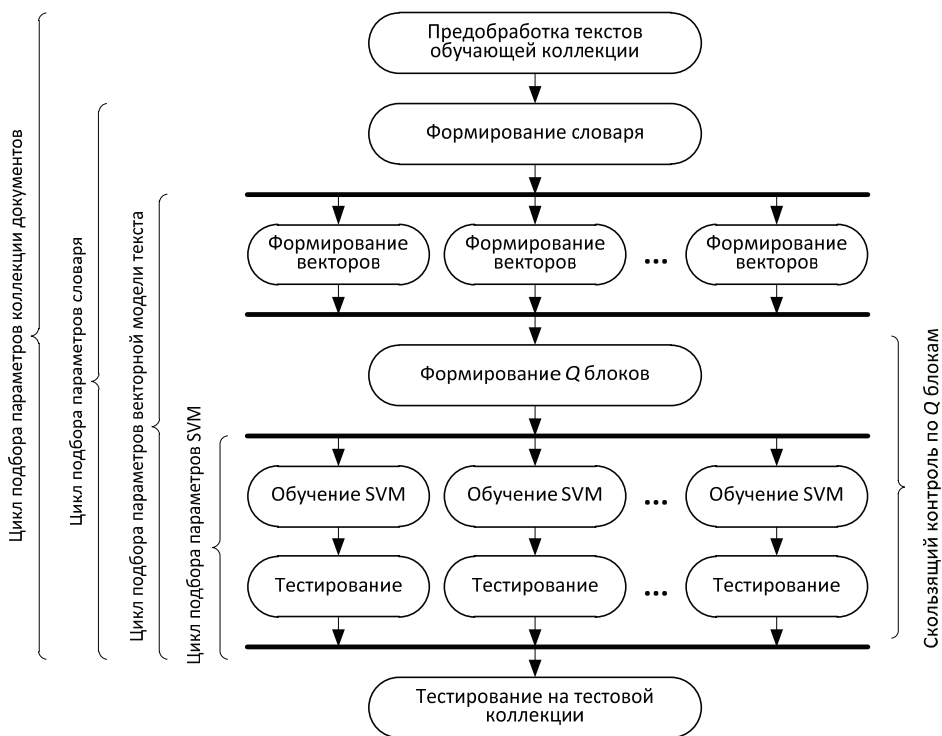 Предобработка текстов
обучающей коллекции
Формирование словаря
Формирование
векторов
Формирование
векторов
...
Формирование
векторов
Формирование Q блоков
Обучение SVM
Обучение SVM
...
Обучение SVM
Тестирование
Тестирование
...
Тестирование
Тестирование на тестовой
коллекции
Цикл подбора параметров коллекции документов
Цикл подбора параметров словаря
Цикл подбора параметров векторной модели текста
Цикл подбора параметров SVM
Скользящий контроль по Q блокам